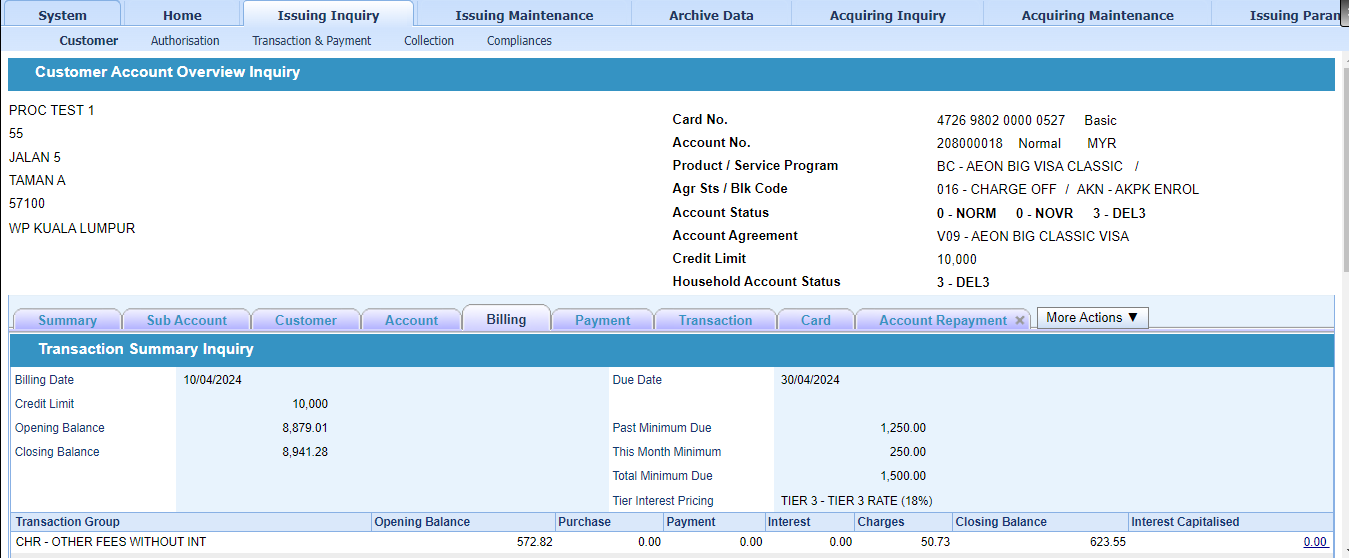 System Home Issuing Inquiry Issuing Maintenance Archive Data Acquiring Inquiry Acquiring Maintenance Issuing Paran
Customer Authorisation Transaction & Payment Collection Compliances
Customer Account Overview Inquiry
PROC TEST 1
55
JALAN 5
TAMAN A
57100
WP KUALA LUMPUR
Card No. 4726 9802 0000 0527 Basic
Account No. 208000018 Normal MYR
Product / Service Program BC - AEON BIG VISA CLASSIC /
Agr Sts / Blk Code 016 - CHARGE OFF / AKN - AKPK ENROL
Account Status 0 - NORM 0 - NOVR 3 - DEL3
Account Agreement V09 - AEON BIG CLASSIC VISA
Credit Limit 10,000
Household Account Status 3 - DEL3
Summary Sub Account Customer Account Billing Payment Transaction Card Account Repayment × More Actions ▼
Transaction Summary Inquiry
Billing Date 10/04/2024 Due Date 30/04/2024
Credit Limit 10,000
Opening Balance 8,879.01 Past Minimum Due 1,250.00
Closing Balance 8,941.28 This Month Minimum 250.00
Total Minimum Due 1,500.00
Tier Interest Pricing TIER 3 - TIER 3 RATE (18%)
Transaction Group Opening Balance Purchase Payment Interest Charges Closing Balance Interest Capitalised
CHR - OTHER FEES WITHOUT INT 572.82 0.00 0.00 0.00 50.73 623.55 0.00